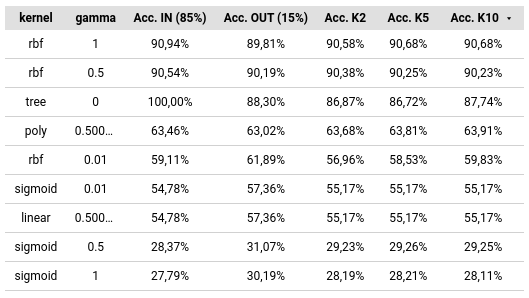 kernel gamma Acc. IN (85%) Acc. OUT (15%) Acc. K2 Acc. K5 Acc. K10
rbf 1 90,94% 89,81% 90,58% 90,68% 90,68%
rbf 0.5 90,54% 90,19% 90,38% 90,25% 90,23%
tree 0 100,00% 88,30% 86,87% 86,72% 87,74%
poly 0.500... 63,46% 63,02% 63,68% 63,81% 63,91%
rbf 0.01 59,11% 61,89% 56,96% 58,53% 59,83%
sigmoid 0.01 54,78% 57,36% 55,17% 55,17% 55,17%
linear 0.500... 54,78% 57,36% 55,17% 55,17% 55,17%
sigmoid 0.5 28,37% 31,07% 29,23% 29,26% 29,25%
sigmoid 1 27,79% 30,19% 28,19% 28,21% 28,11%